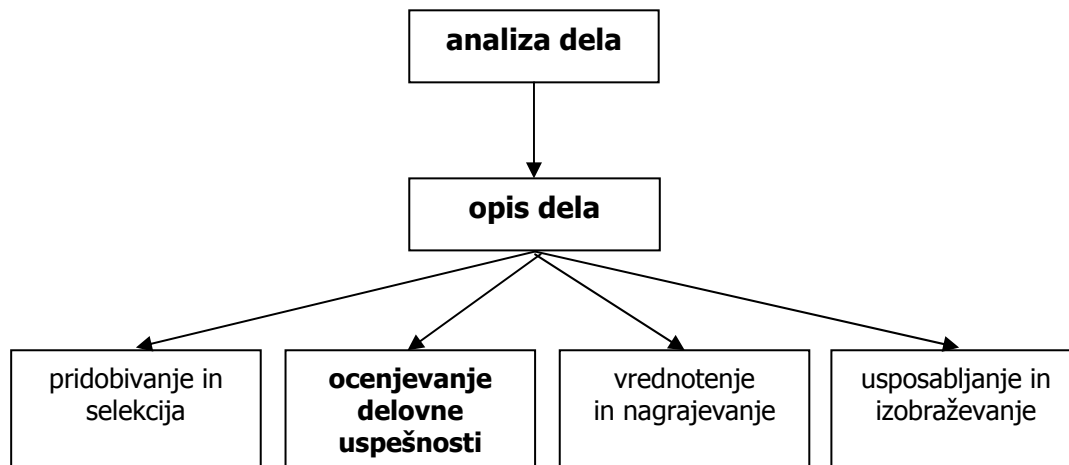 analiza dela
opis dela
pridobivanje in
selekcija
ocenjevanje
delovne
uspešnosti
vrednotenje
in nagrajevanje
usposabljanje in
izobraževanje